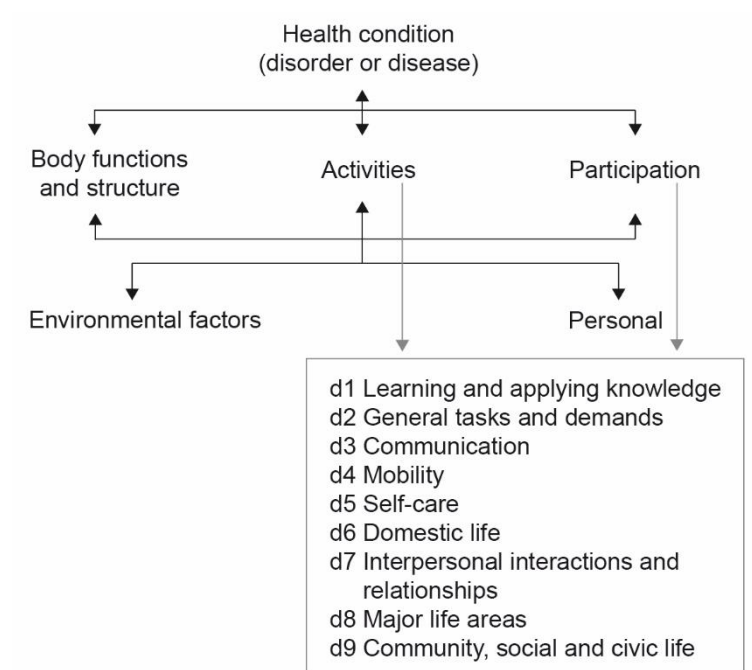 Health condition
(disorder or disease)
Body functions
and structure
Activities
Participation
Environmental factors
Personal
d1 Learning and applying knowledge
d2 General tasks and demands
d3 Communication
d4 Mobility
d5 Self-care
d6 Domestic life
d7 Interpersonal interactions and
relationships
d8 Major life areas
d9 Community, social and civic life